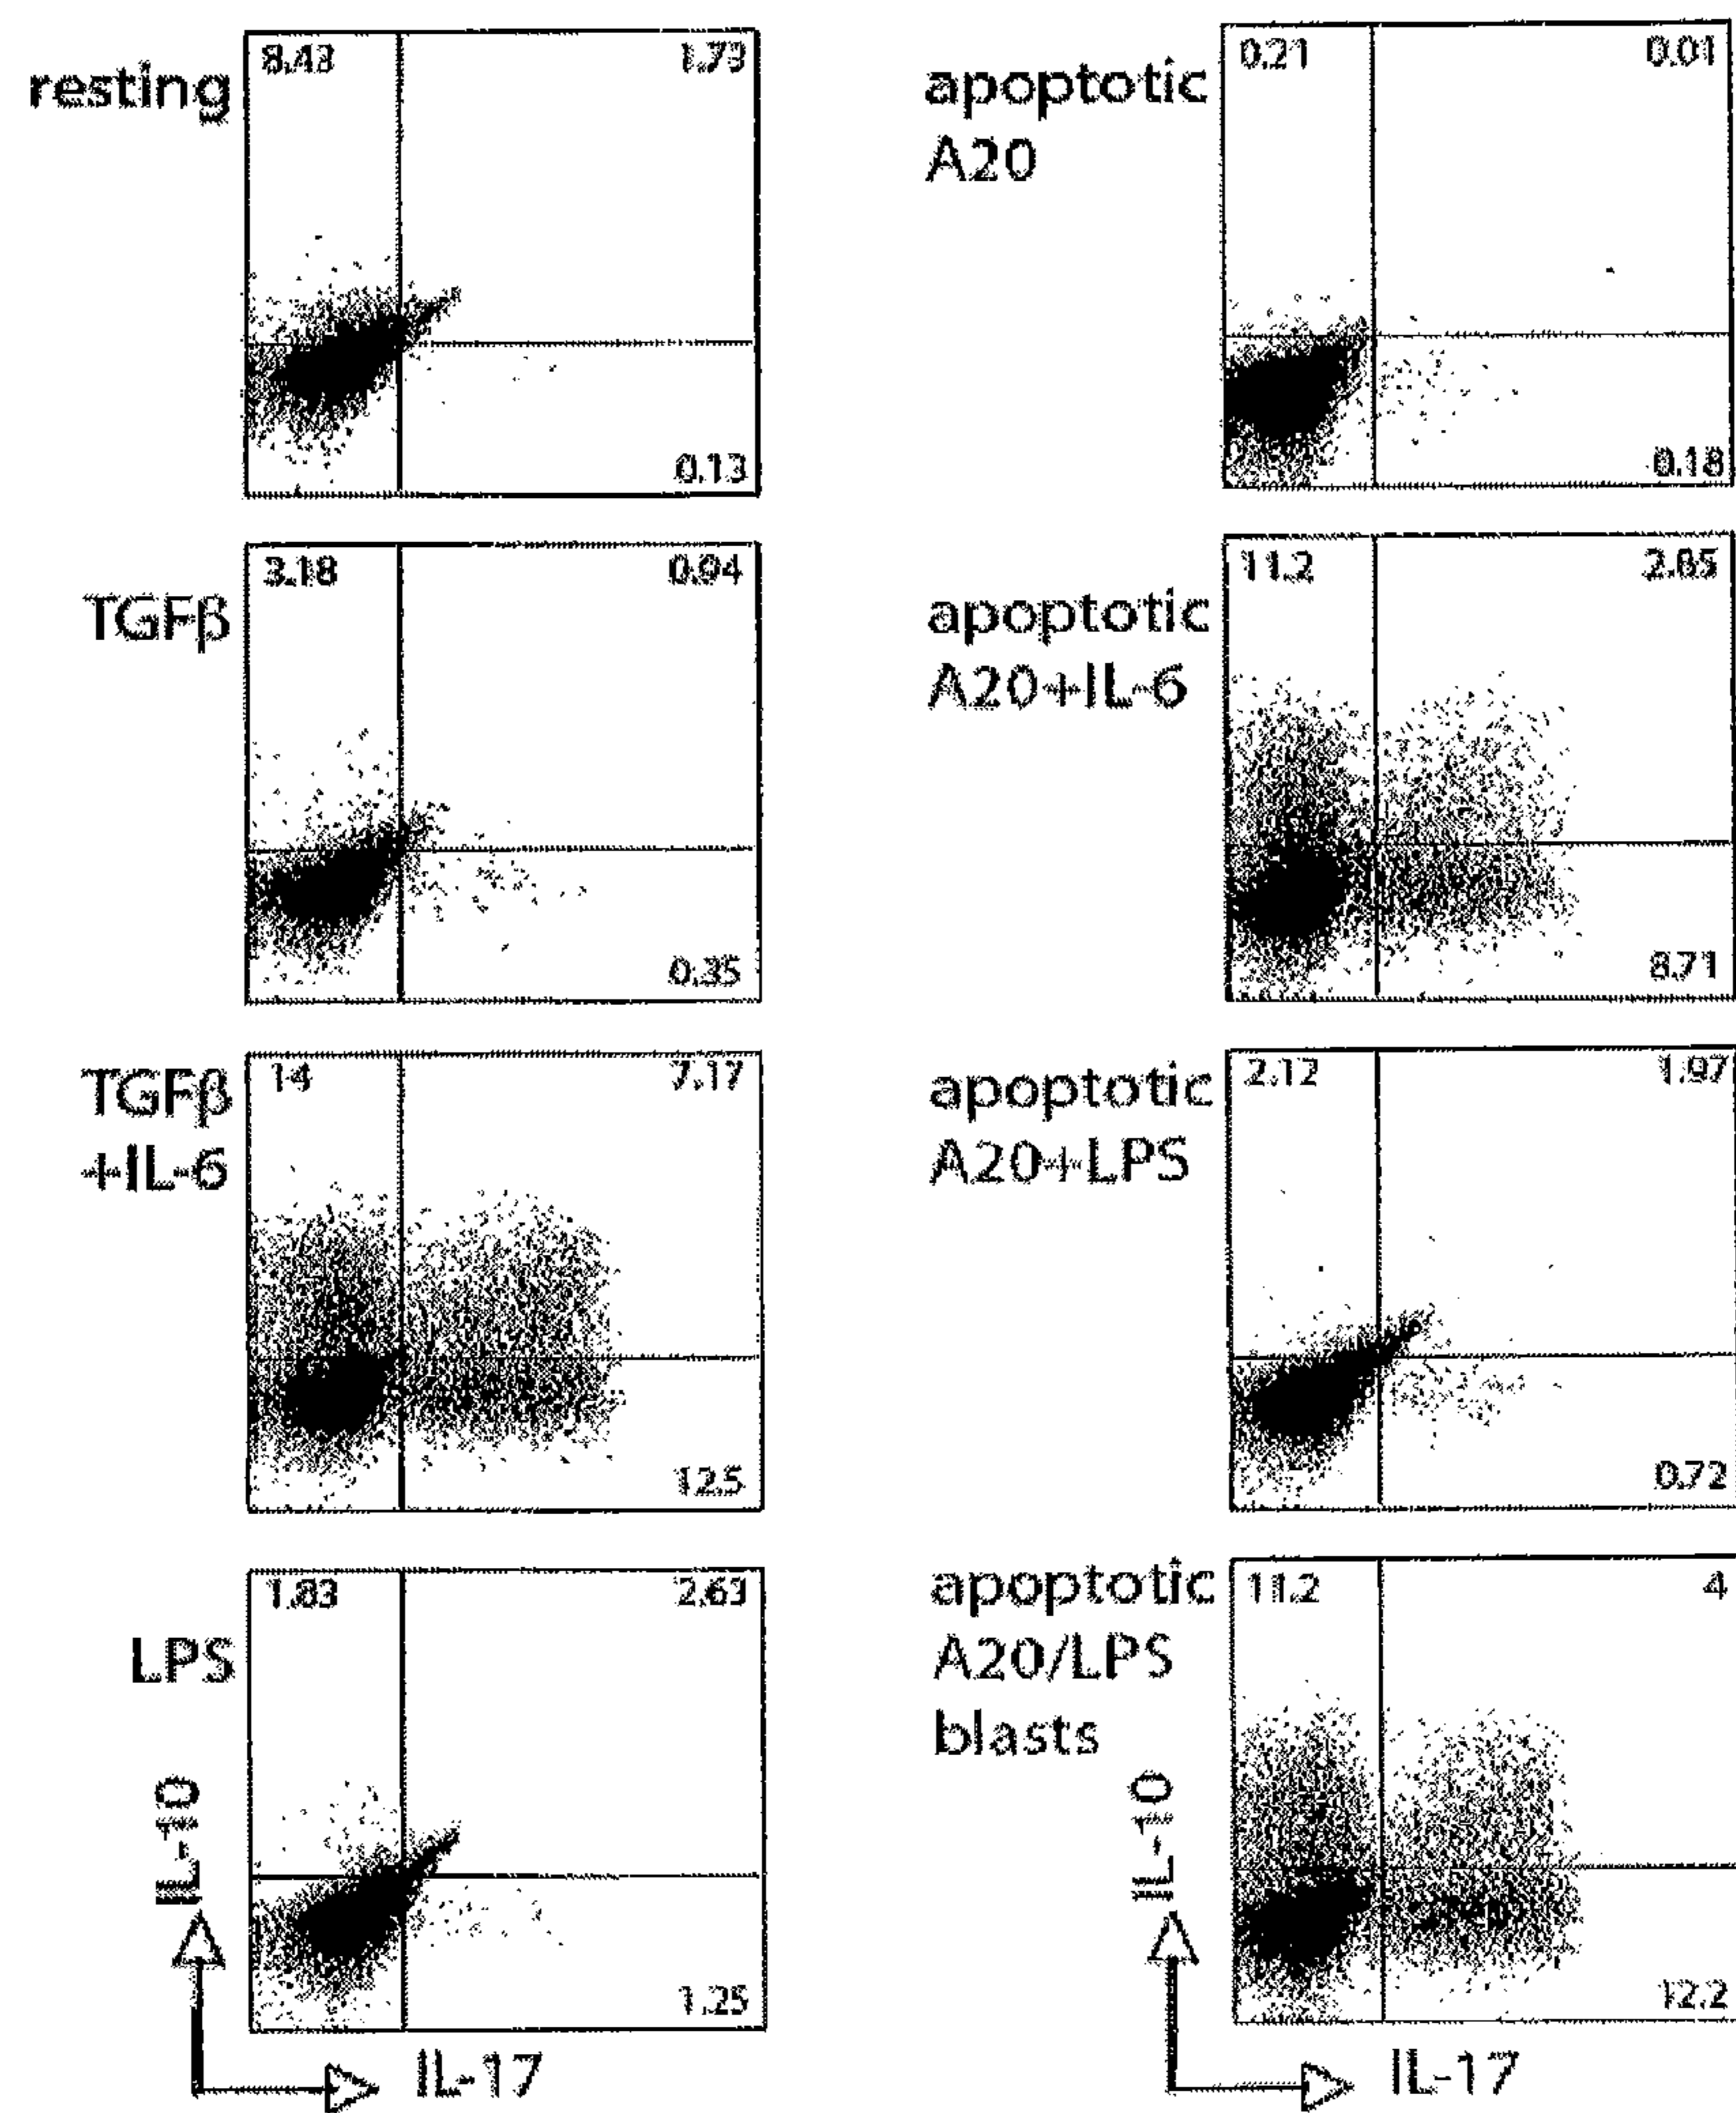 resting
8.43 1.73
0.13
TGFβ
3.18 0.94
0.35
TGFβ
+IL-6
14 7.17
12.5
LPS
1.83 2.63
1.25
IL-10
IL-17
apoptotic
A20
0.21 0.01
0.18
apoptotic
A20+IL-6
11.2 2.85
8.71
apoptotic
A20+LPS
2.12 1.97
0.72
apoptotic
A20/LPS
blasts
11.2 4
12.2
IL-10
IL-17